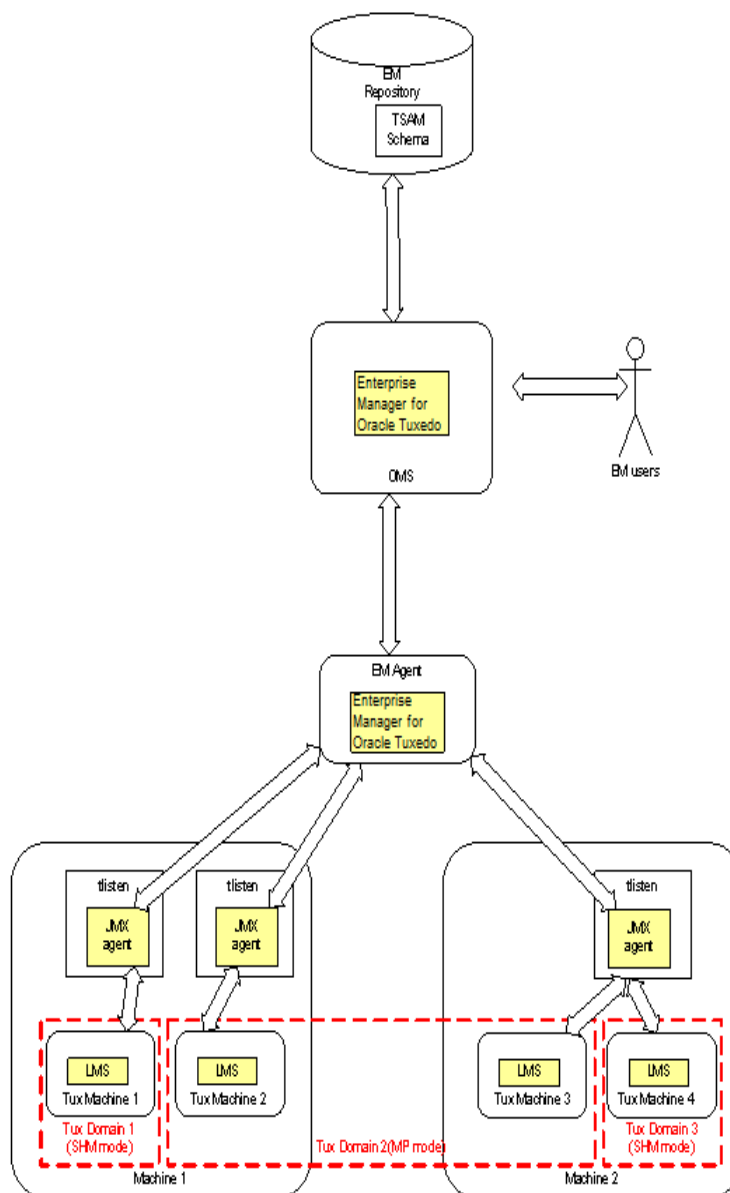 EM
Repository
TSAM
Schema
Enterprise
Manager for
Oracle Tuxedo
OMS
EM users
EM Agent
Enterprise
Manager for
Oracle Tuxedo
tlisten
tlisten
tlisten
JMX
agent
JMX
agent
JMX
agent
LMS
Tux Machine 1
LMS
Tux Machine 2
LMS
Tux Machine 3
LMS
Tux Machine 4
Tux Domain 1
(SHM mode)
Tux Domain 2(MP mode)
Tux Domain 3
(SHM mode)
Machine 1
Machine 2